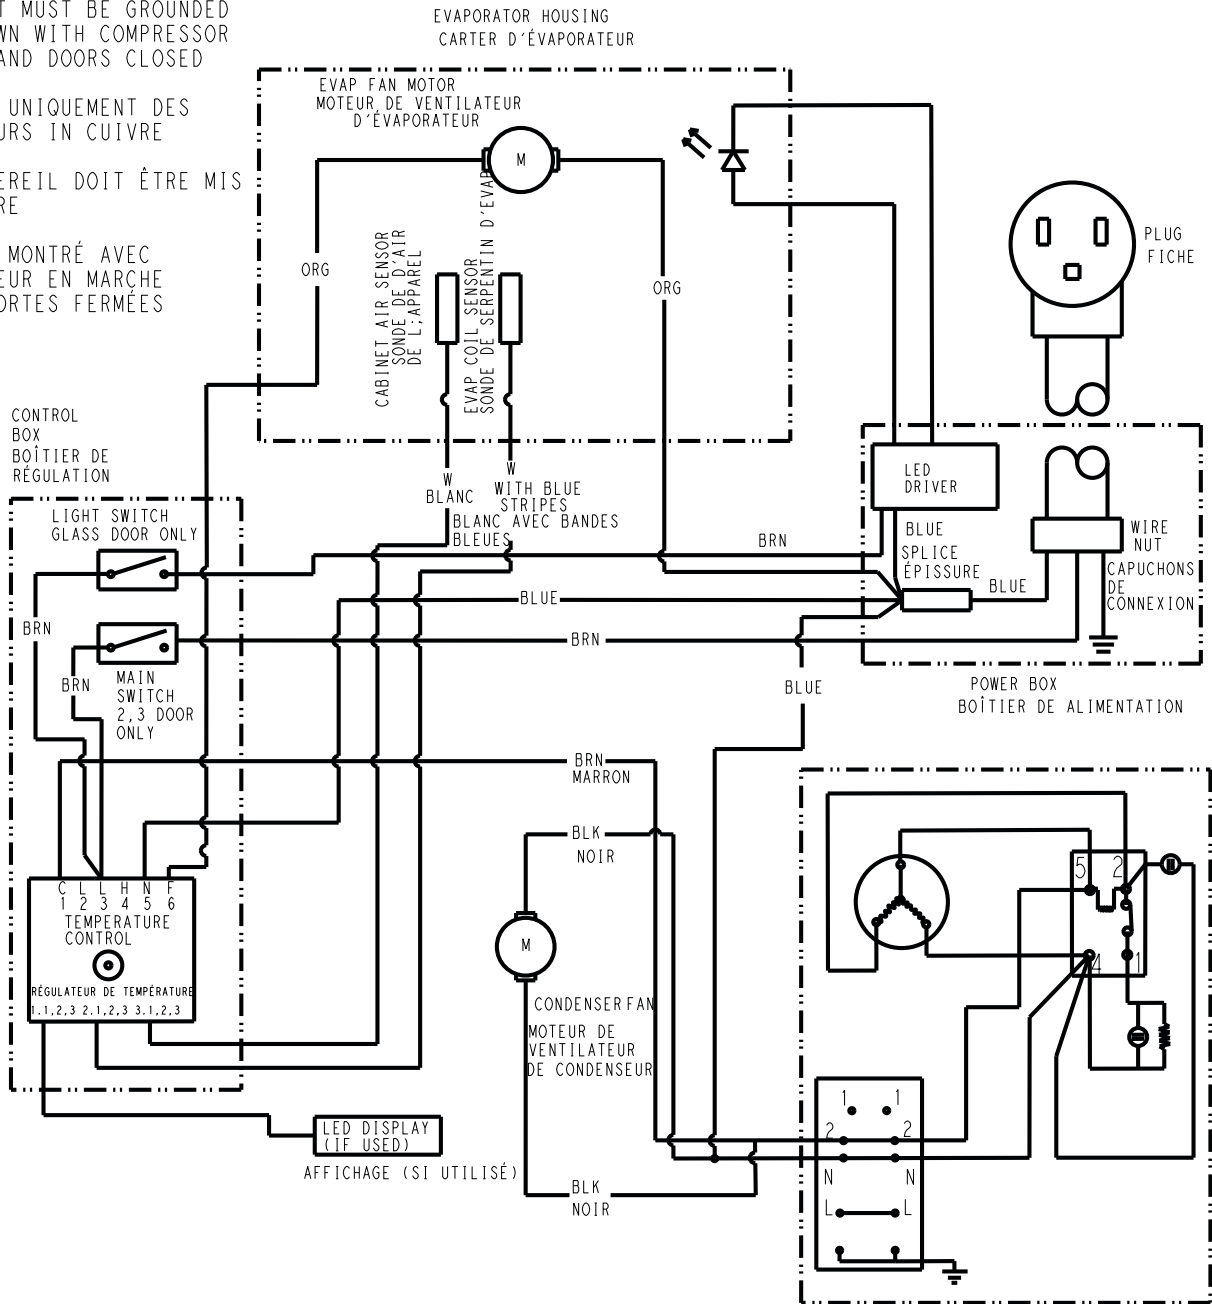 T MUST BE GROUNDED
WN WITH COMPRESSOR
AND DOORS CLOSED
UNIQUEMENT DES
URS IN CUIVRE
EREIL DOIT ÊTRE MIS
RE
MONTRÉ AVEC
EUR EN MARCHE
ORTES FERMÉES
EVAPORATOR HOUSING
CARTER D'ÉVAPORATEUR
EVAP FAN MOTOR
MOTEUR DE VENTILATEUR
D'ÉVAPORATEUR
M
ORG
ORG
CABINET AIR SENSOR
SONDE DE D'AIR
DE L;APPAREL
EVAP COIL SENSOR
SONDE DE SERPENTIN D'EVAP
PLUG
FICHE
CONTROL
BOX
BOÎTIER DE
RÉGULATION
W
BLANC
W
WITH BLUE
STRIPES
BLANC AVEC BANDES
BLEUES
LED
DRIVER
BLUE
SPLICE
ÉPISSURE
BLUE
WIRE
NUT
CAPUCHONS
DE
CONNEXION
LIGHT SWITCH
GLASS DOOR ONLY
BRN
BLUE
BRN
BRN
BRN
MAIN
SWITCH
2,3 DOOR
ONLY
BLUE
POWER BOX
BOÎTIER DE ALIMENTATION
BRN
MARRON
BLK
NOIR
C L L H N F
1 2 3 4 5 6
TEMPERATURE
CONTROL
RÉGULATEUR DE TEMPÉRATURE
1.1,2,3 2.1,2,3 3.1,2,3
M
CONDENSER FAN
MOTEUR DE
VENTILATEUR
DE CONDENSEUR
5 2
4 1
LED DISPLAY
(IF USED)
AFFICHAGE (SI UTILISÉ)
BLK
NOIR
1 1
2 2
N N
L L